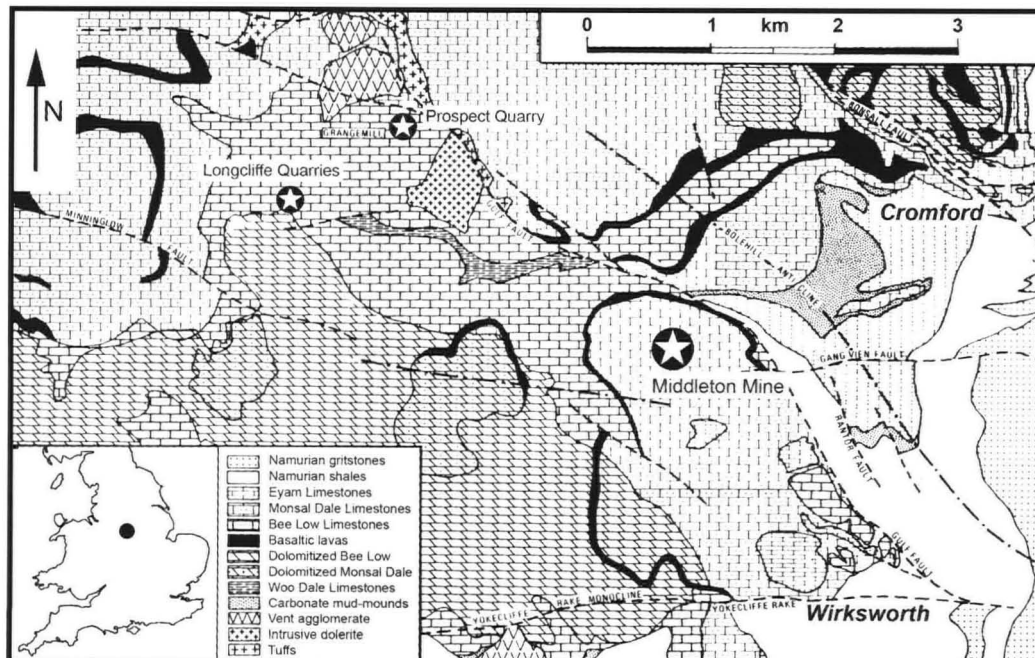 0 1 km 2 3
N
Prospect Quarry
GRANGEMILL
BONSALL FAULT
Longcliffe Quarries
Cromford
MINNINGLOW
FAULT
FAULT
BOLEHILL ANTICLINE
GANG VIEN FAULT
Middleton Mine
RANTOR FAULT
GULF FAULT
YOKECLIFFE RAKE MONOCLINE
YOKECLIFFE RAKE
Wirksworth
Namurian gritstones
Namurian shales
Eyam Limestones
Monsal Dale Limestones
Bee Low Limestones
Basaltic lavas
Dolomitized Bee Low
Dolomitized Monsal Dale
Woo Dale Limestones
Carbonate mud-mounds
Vent agglomerate
Intrusive dolerite
Tuffs